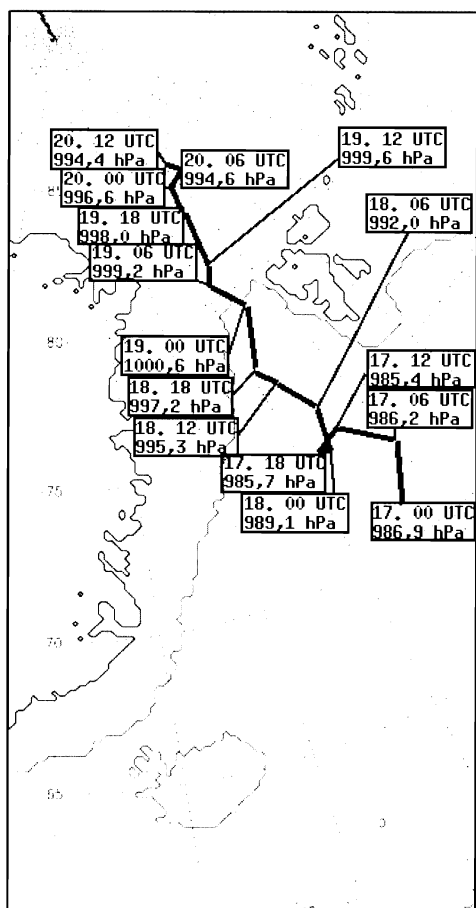 20. 12 UTC
994,4 hPa
20. 06 UTC
994,6 hPa
19. 12 UTC
999,6 hPa
20. 00 UTC
996,6 hPa
18. 06 UTC
992,0 hPa
19. 18 UTC
998,0 hPa
19. 06 UTC
999,2 hPa
80
19. 00 UTC
1000,6 hPa
17. 12 UTC
985,4 hPa
18. 18 UTC
997,2 hPa
17. 06 UTC
986,2 hPa
18. 12 UTC
995,3 hPa
17. 18 UTC
985,7 hPa
75
18. 00 UTC
989,1 hPa
17. 00 UTC
986,9 hPa
70
65
0